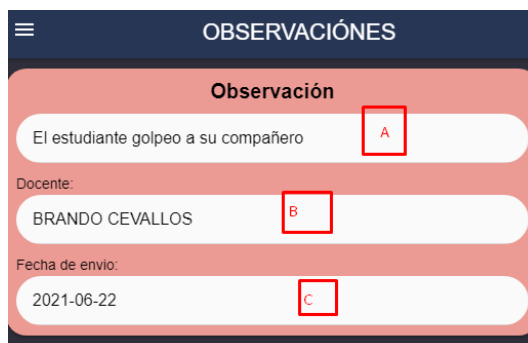 OBSERVACIÓNES
Observación
El estudiante golpeo a su compañero A
Docente:
BRANDO CEVALLOS B
Fecha de envio:
2021-06-22 C